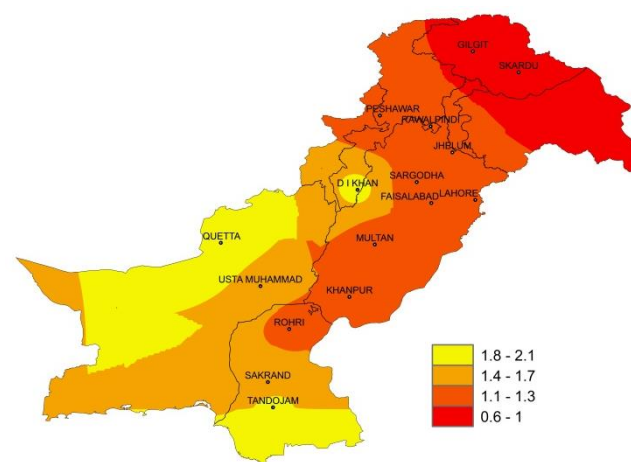 GILGIT
SKARDU
PESHAWAR
RAWALPINDI
JHBLUM
SARGODHA
D I KHAN
FAISALABAD
LAHORE
QUETTA
MULTAN
USTA MUHAMMAD
KHANPUR
ROHRI
SAKRAND
TANDOJAM
1.8 - 2.1
1.4 - 1.7
1.1 - 1.3
0.6 - 1